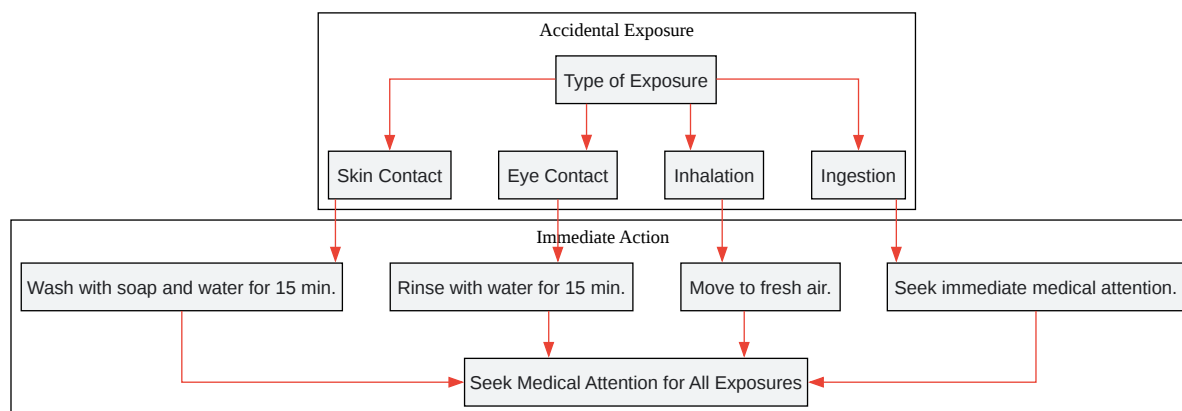 Accidental Exposure
Type of Exposure
Skin Contact
Eye Contact
Inhalation
Ingestion
Immediate Action
Wash with soap and water for 15 min.
Rinse with water for 15 min.
Move to fresh air.
Seek immediate medical attention.
Seek Medical Attention for All Exposures